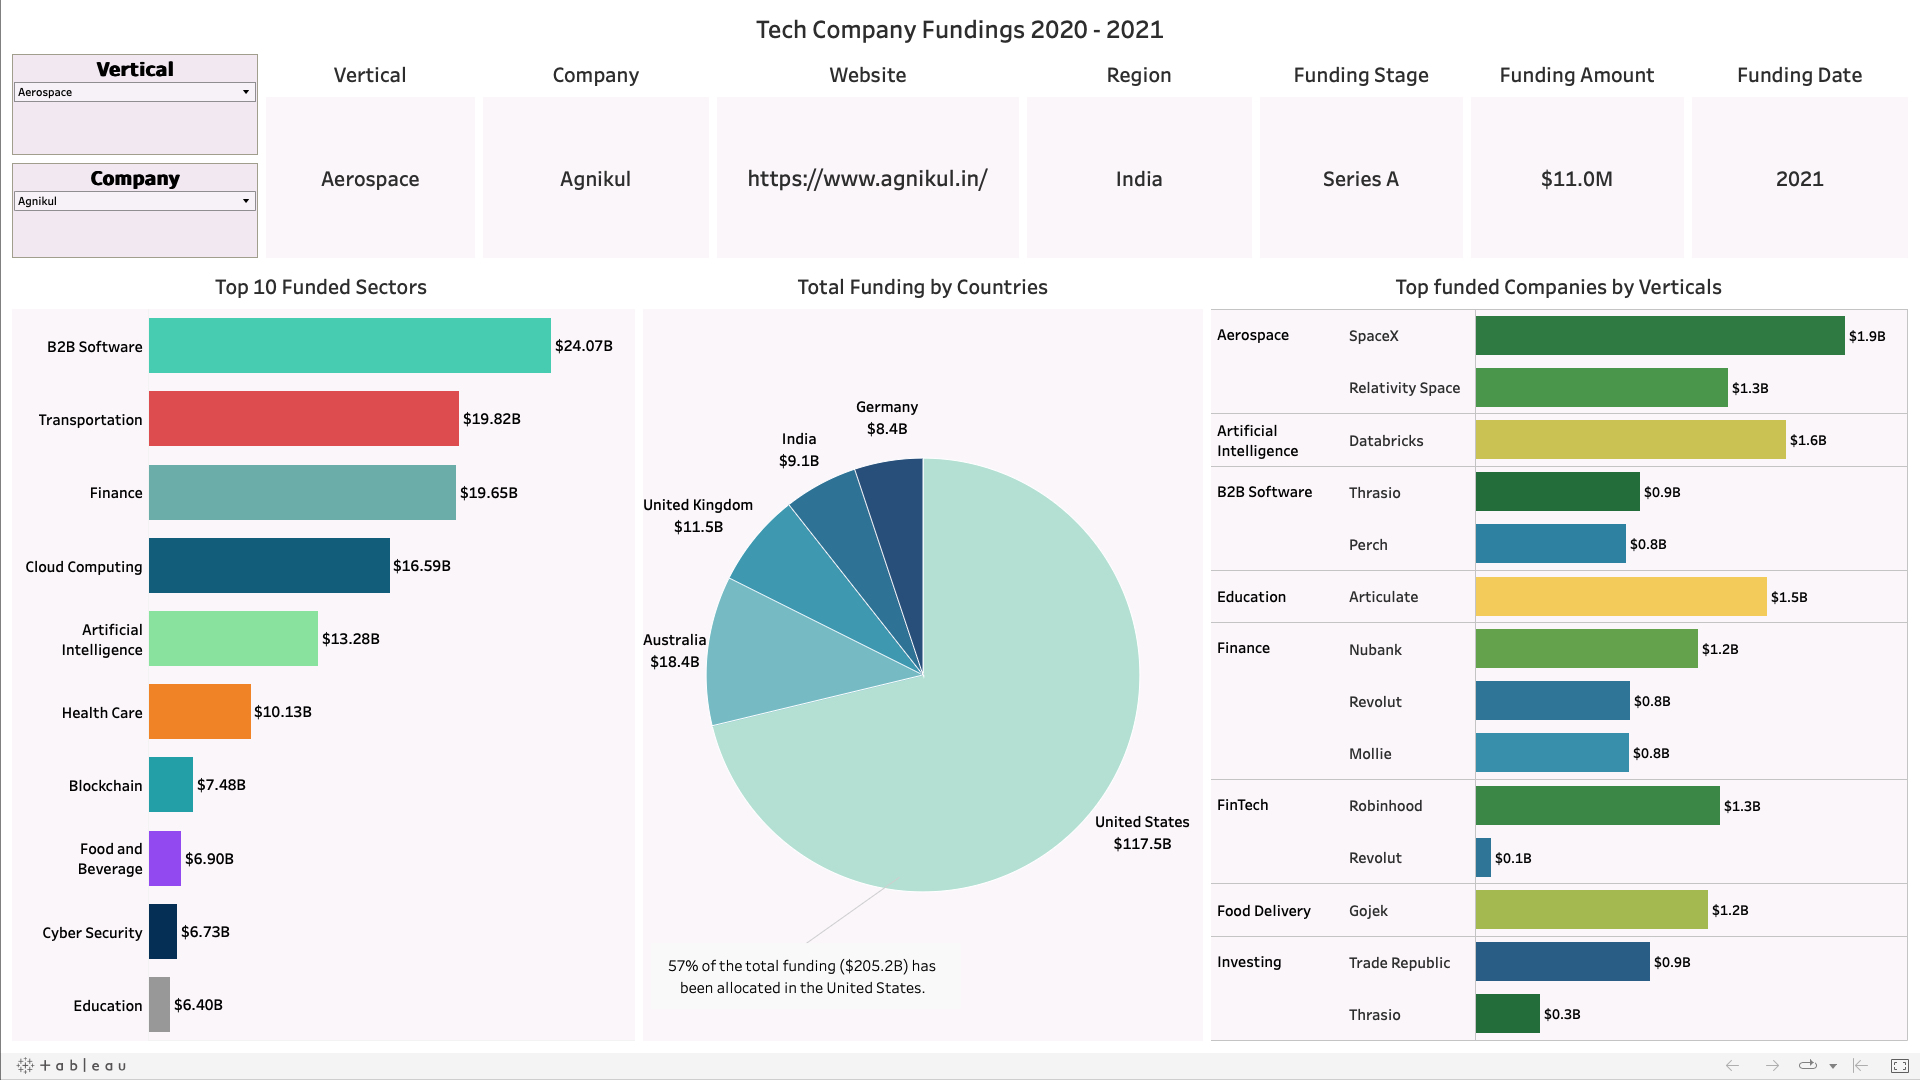 Tech Company Fundings 2020 - 2021
Vertical
Aerospace
Company
Agnikul
Vertical
Company
Website
Region
Funding Stage
Funding Amount
Funding Date
Aerospace
Agnikul
https://www.agnikul.in/
India
Series A
$11.0M
2021
Top 10 Funded Sectors
B2B Software
$24.07B
Transportation
$19.82B
Finance
$19.65B
Cloud Computing
$16.59B
Artificial
Intelligence
$13.28B
Health Care
$10.13B
Blockchain
$7.48B
Food and
Beverage
$6.90B
Cyber Security
$6.73B
Education
$6.40B
Total Funding by Countries
Germany
$8.4B
India
$9.1B
United Kingdom
$11.5B
Australia
$18.4B
United States
$117.5B
57% of the total funding ($205.2B) has
been allocated in the United States.
Top funded Companies by Verticals
Aerospace
SpaceX
$1.9B
Relativity Space
$1.3B
Artificial
Intelligence
Databricks
$1.6B
B2B Software
Thrasio
$0.9B
Perch
$0.8B
Education
Articulate
$1.5B
Finance
Nubank
$1.2B
Revolut
$0.8B
Mollie
$0.8B
FinTech
Robinhood
$1.3B
Revolut
$0.1B
Food Delivery
Gojek
$1.2B
Investing
Trade Republic
$0.9B
Thrasio
$0.3B
+ableau